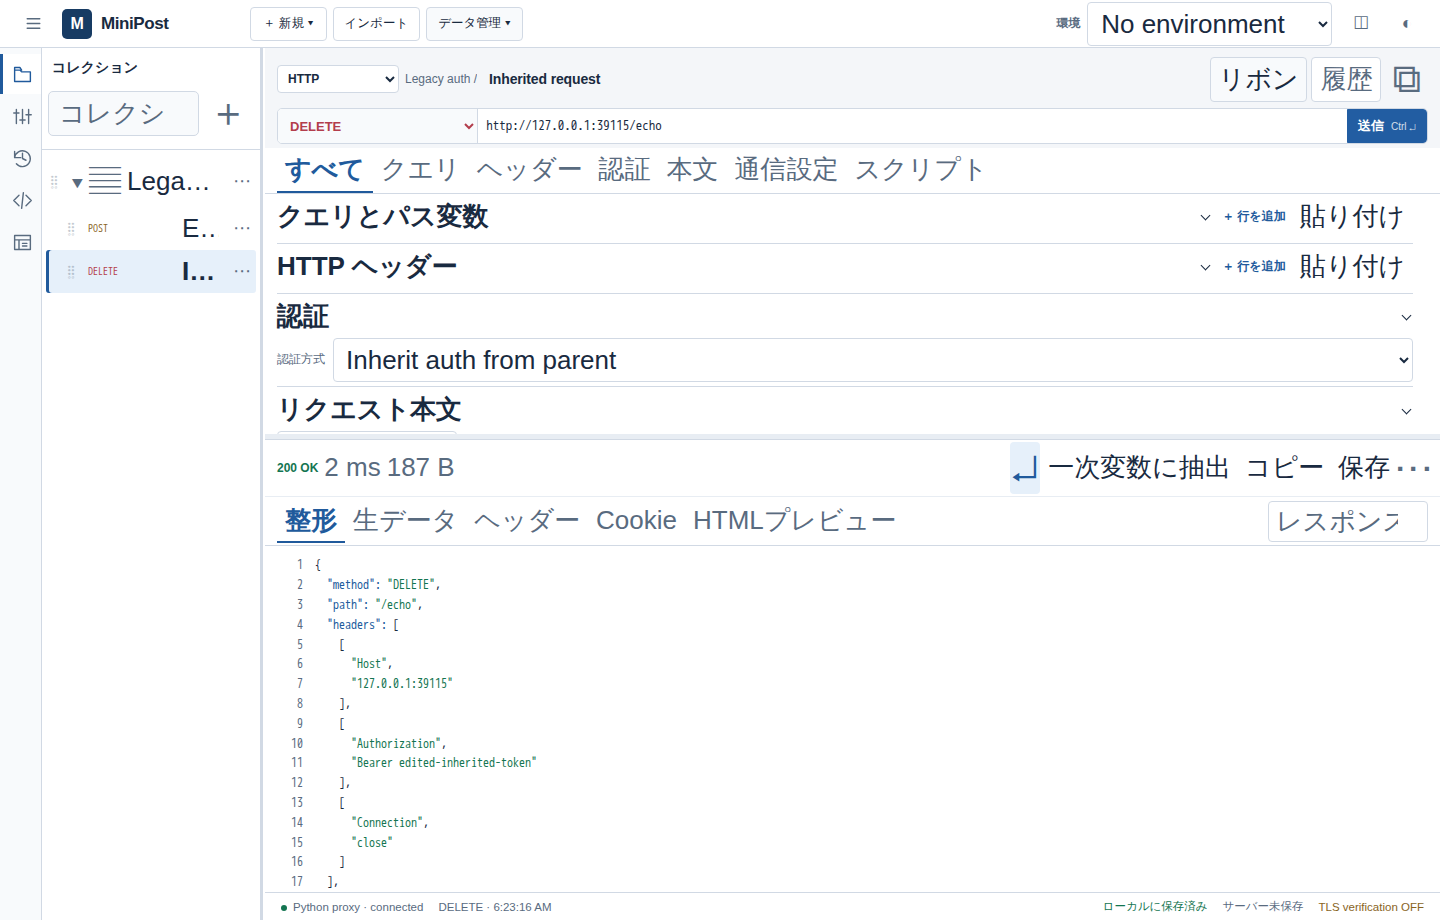 M MiniPost ＋ 新規 ▾ インポート データ管理 ▾ 環境 No environment
コレクション
コレクシ ＋
Lega… ···
POST E… ···
DELETE I… ···
HTTP Legacy auth / Inherited request リボン 履歴
DELETE http://127.0.0.1:39115/echo 送信 Ctrl ⏎
すべて クエリ ヘッダー 認証 本文 通信設定 スクリプト
クエリとパス変数 ＋ 行を追加 貼り付け
HTTP ヘッダー ＋ 行を追加 貼り付け
認証
認証方式 Inherit auth from parent
リクエスト本文
200 OK 2 ms 187 B 一次変数に抽出 コピー 保存 ···
整形 生データ ヘッダー Cookie HTMLプレビュー レスポンス
1 {
2 "method": "DELETE",
3 "path": "/echo",
4 "headers": [
5 [
6 "Host",
7 "127.0.0.1:39115"
8 ],
9 [
10 "Authorization",
11 "Bearer edited-inherited-token"
12 ],
13 [
14 "Connection",
15 "close"
16 ]
17 ],
Python proxy · connected DELETE · 6:23:16 AM ローカルに保存済み サーバー未保存 TLS verification OFF